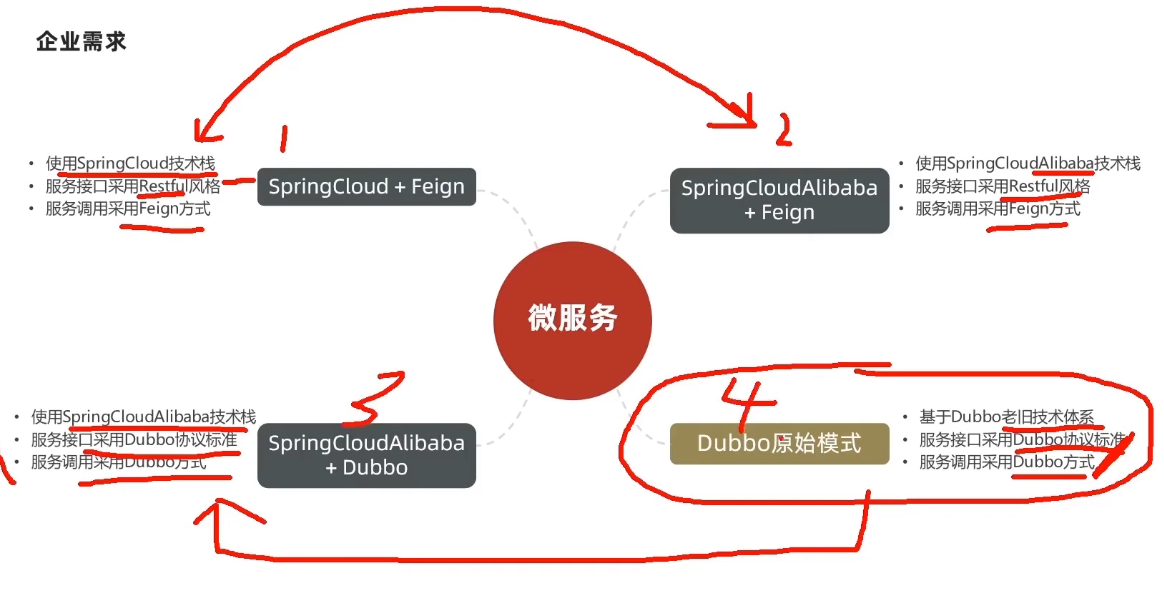 企业需求
1
2
• 使用SpringCloud技术栈
• 服务接口采用Restful风格
• 服务调用采用Feign方式
SpringCloud + Feign
SpringCloudAlibaba
+ Feign
• 使用SpringCloudAlibaba技术栈
• 服务接口采用Restful风格
• 服务调用采用Feign方式
微服务
3
4
• 使用SpringCloudAlibaba技术栈
• 服务接口采用Dubbo协议标准
• 服务调用采用Dubbo方式
SpringCloudAlibaba
+ Dubbo
Dubbo原始模式
• 基于Dubbo老旧技术体系
• 服务接口采用Dubbo协议标准
• 服务调用采用Dubbo方式